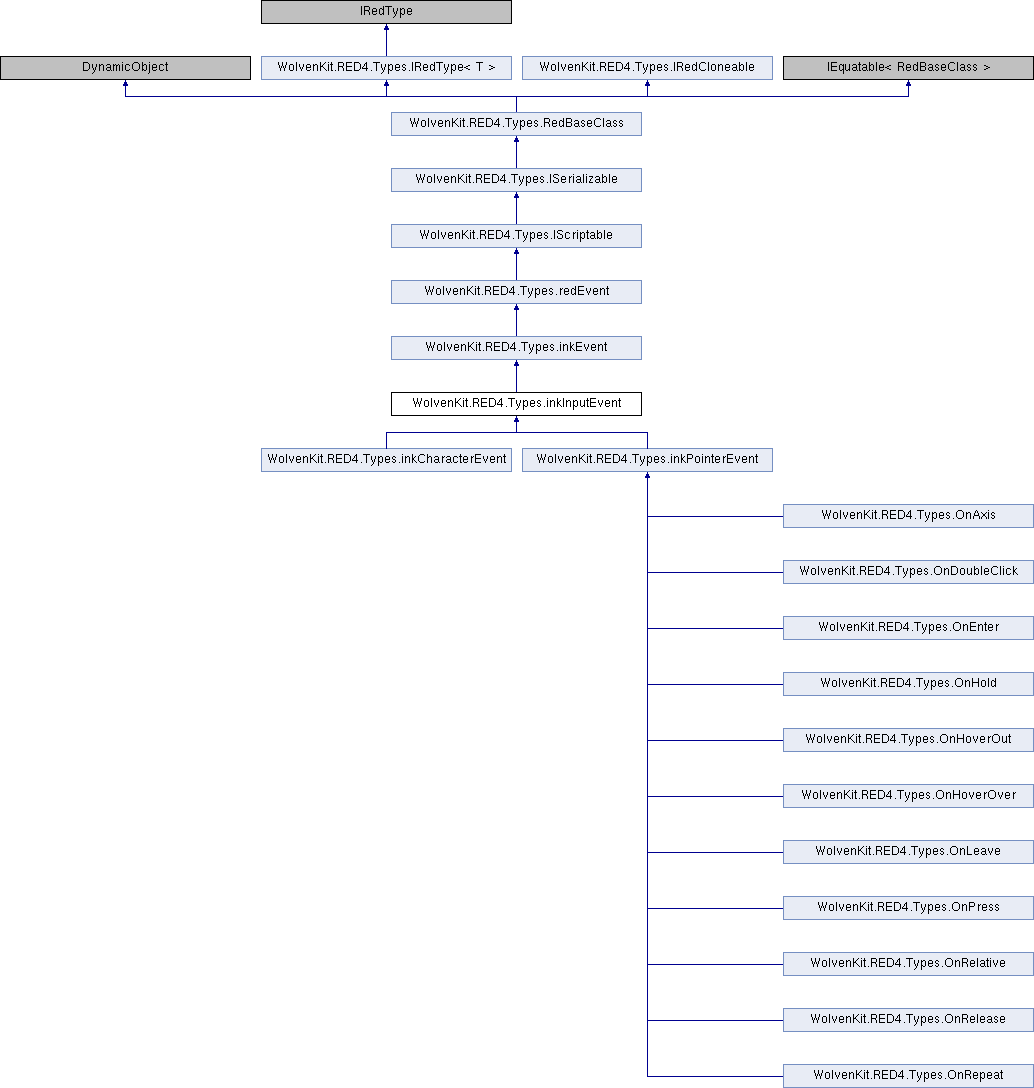 IRedType
DynamicObject
WolvenKit.RED4.Types.IRedType< T >
WolvenKit.RED4.Types.IRedCloneable
IEquatable< RedBaseClass >
WolvenKit.RED4.Types.RedBaseClass
WolvenKit.RED4.Types.ISerializable
WolvenKit.RED4.Types.IScriptable
WolvenKit.RED4.Types.redEvent
WolvenKit.RED4.Types.inkEvent
WolvenKit.RED4.Types.inkInputEvent
WolvenKit.RED4.Types.inkCharacterEvent
WolvenKit.RED4.Types.inkPointerEvent
WolvenKit.RED4.Types.OnAxis
WolvenKit.RED4.Types.OnDoubleClick
WolvenKit.RED4.Types.OnEnter
WolvenKit.RED4.Types.OnHold
WolvenKit.RED4.Types.OnHoverOut
WolvenKit.RED4.Types.OnHoverOver
WolvenKit.RED4.Types.OnLeave
WolvenKit.RED4.Types.OnPress
WolvenKit.RED4.Types.OnRelative
WolvenKit.RED4.Types.OnRelease
WolvenKit.RED4.Types.OnRepeat